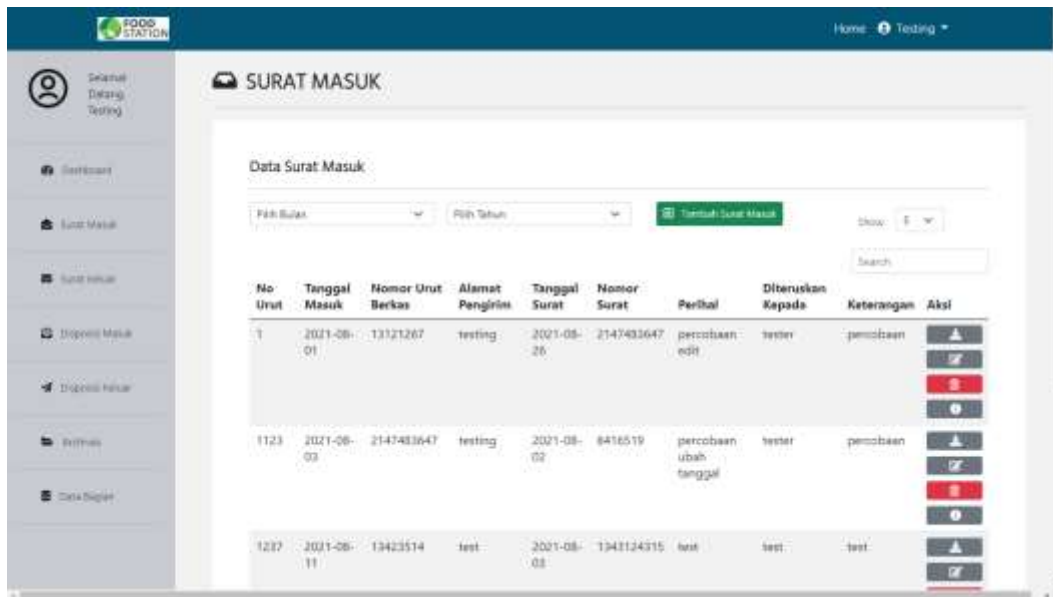 FOOD
STATION
Home Testing
Selamat
Datang
Testing
SURAT MASUK
Dashboard
Surat Masuk
Surat Keluar
Disposisi Masuk
Disposisi Keluar
Data Bagian
Data Surat Masuk
Pilih Bulan Pilih Tahun Tambah Surat Masuk Show
Search
No Urut Tanggal Masuk Nomor Urut Berkas Alamat Pengirim Tanggal Surat Nomor Surat Perihal Diteruskan Kepada Keterangan Aksi
1 2021-08-01 13121267 testing 2021-08-26 2147483647 percobaan edit tester percobaan
1123 2021-08-03 2147483647 testing 2021-08-02 8416519 percobaan ubah tanggal tester percobaan
1237 2021-08-11 13423514 test 2021-08-03 1343124315 test test test